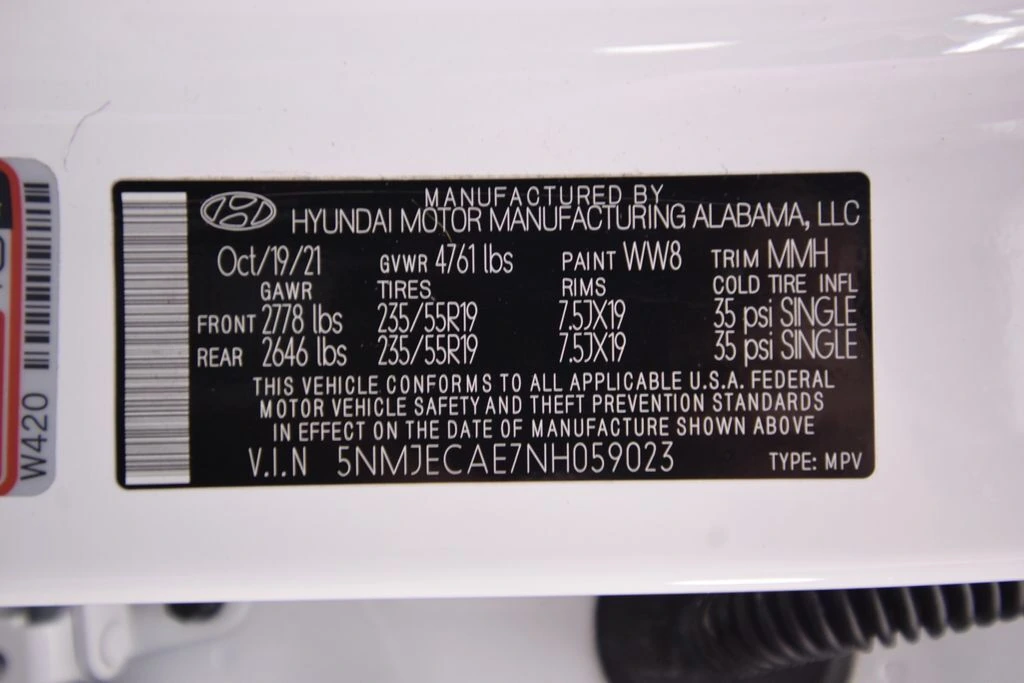 MANUFACTURED BY
HYUNDAI MOTOR MANUFACTURING ALABAMA, LLC
Oct/19/21 GVWR 4761 lbs PAINT WW8 TRIM MMH
GAWR TIRES RIMS COLD TIRE INFL
FRONT 2778 lbs 235/55R19 7.5JX19 35 psi SINGLE
REAR 2646 lbs 235/55R19 7.5JX19 35 psi SINGLE
THIS VEHICLE CONFORMS TO ALL APPLICABLE U.S.A. FEDERAL
MOTOR VEHICLE SAFETY AND THEFT PREVENTION STANDARDS
IN EFFECT ON THE DATE OF MANUFACTURE SHOWN ABOVE
V.I.N 5NMJECAE7NH059023 TYPE: MPV
W420